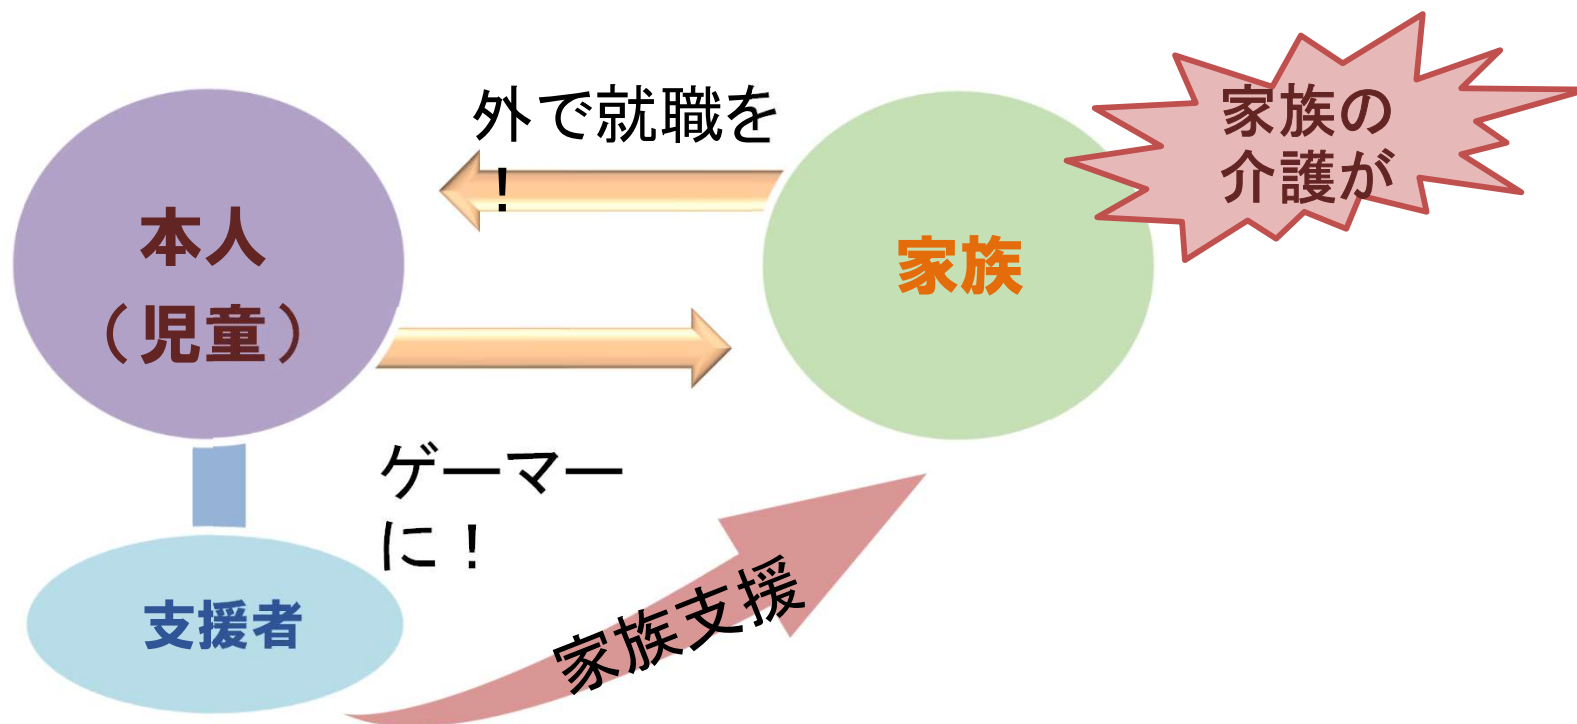 家族の
介護が
外で就職を
！
本人
（児童）
家族
ゲーマー
に！
支援者
家族支援